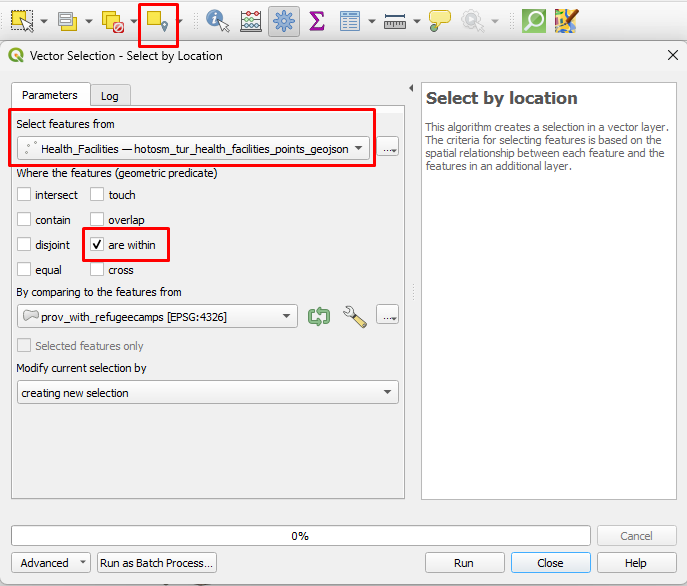 Vector Selection - Select by Location
Parameters
Log
Select features from
Health_Facilities — hotosm_tur_health_facilities_points_geojson
...
Where the features (geometric predicate)
intersect
touch
contain
overlap
disjoint
are within
equal
cross
By comparing to the features from
prov_with_refugeecamps [EPSG:4326]
...
Selected features only
Modify current selection by
creating new selection
Select by location
This algorithm creates a selection in a vector layer.
The criteria for selecting features is based on the
spatial relationship between each feature and the
features in an additional layer.
0%
Cancel
Advanced
Run as Batch Process...
Run
Close
Help